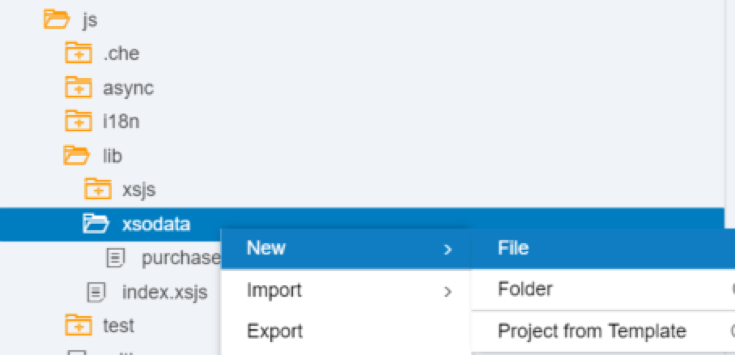 js
.che
async
i18n
lib
xsjs
xsodata
New > File
purchase
index.xsjs
Import > Folder
test
Export Project from Template